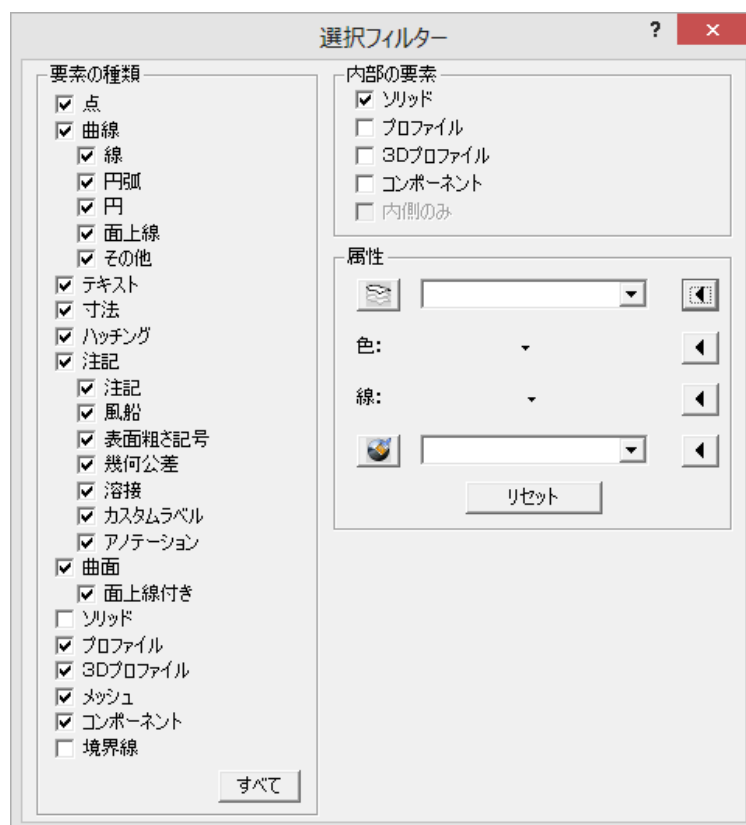 選択フィルター
?
×
要素の種類
点
曲線
線
円弧
円
面上線
その他
テキスト
寸法
ハッチング
注記
注記
風船
表面粗さ記号
幾何公差
溶接
カスタムラベル
アノテーション
曲面
面上線付き
ソリッド
プロファイル
3Dプロファイル
メッシュ
コンポーネント
境界線
すべて
内部の要素
ソリッド
プロファイル
3Dプロファイル
コンポーネント
内側のみ
属性
色:
線:
リセット